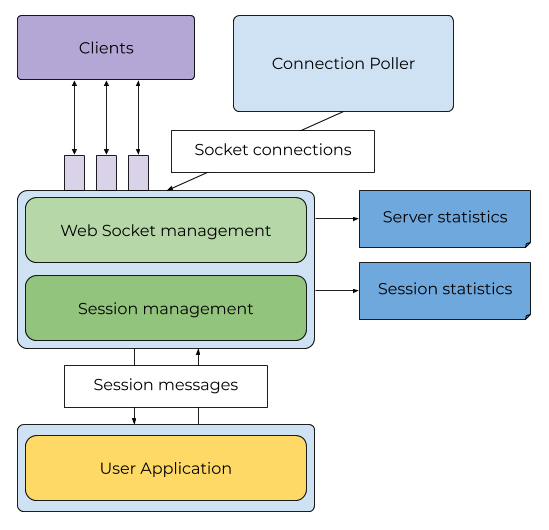 Clients
Connection Poller
Socket connections
Web Socket management
Server statistics
Session management
Session statistics
Session messages
User Application